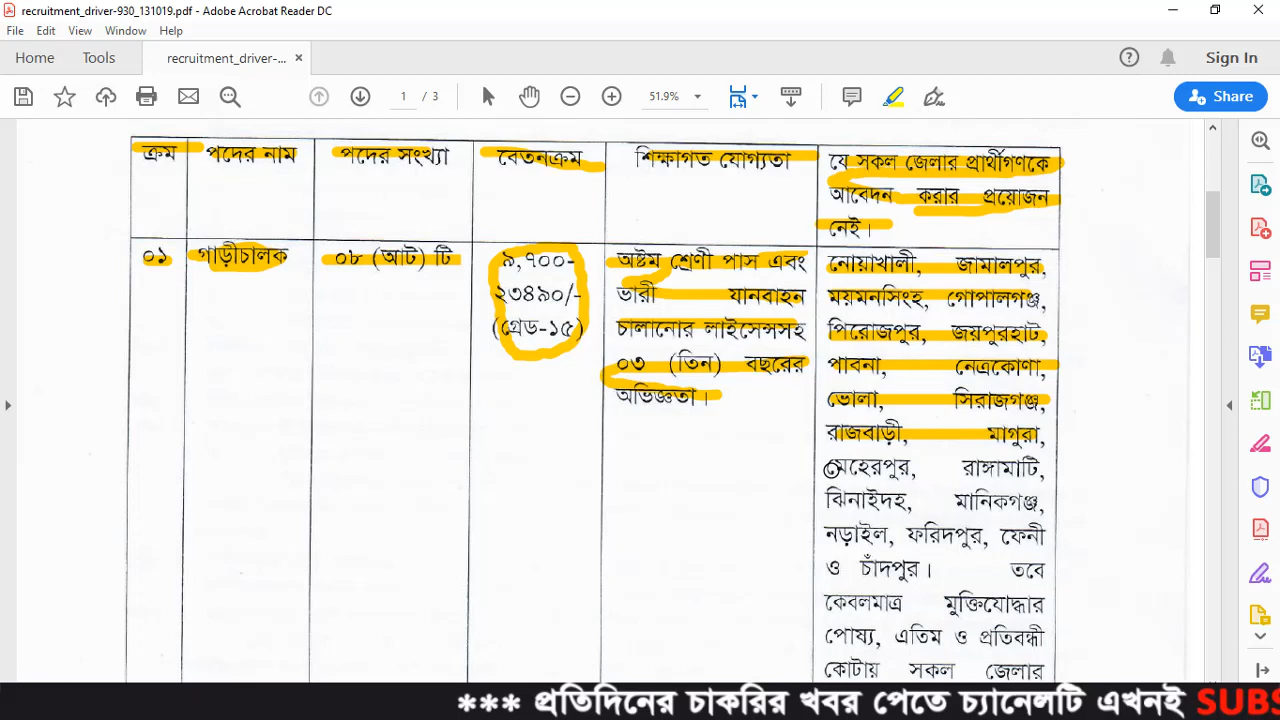 recruitment_driver-930_131019.pdf - Adobe Acrobat Reader DC
File Edit View Window Help
Home Tools recruitment_driver-... × Sign In
1 / 3 51.9% Share
ক্রম
পদের নাম
পদের সংখ্যা
বেতনক্রম
শিক্ষাগত যোগ্যতা
যে সকল জেলার প্রার্থীগণকে
আবেদন করার প্রয়োজন
নেই।
০১
গাড়ীচালক
০৮ (আট) টি
৯,৭০০-
২৩৪৯০/-
(গ্রেড-১৫)
অষ্টম শ্রেণী পাস এবং
ভারী যানবাহন
চালানোর লাইসেন্সসহ
০৩ (তিন) বছরের
অভিজ্ঞতা।
নোয়াখালী, জামালপুর,
ময়মনসিংহ, গোপালগঞ্জ,
পিরোজপুর, জয়পুরহাট,
পাবনা, নেত্রকোণা,
ভোলা, সিরাজগঞ্জ,
রাজবাড়ী, মাগুরা,
মেহেরপুর, রাঙ্গামাটি,
ঝিনাইদহ, মানিকগঞ্জ,
নড়াইল, ফরিদপুর, ফেনী
ও চাঁদপুর। তবে
কেবলমাত্র মুক্তিযোদ্ধার
পোষ্য, এতিম ও প্রতিবন্ধী
কোটায় সকল জেলার
*** প্রতিদিনের চাকরির খবর পেতে চ্যানেলটি এখনই SUBS